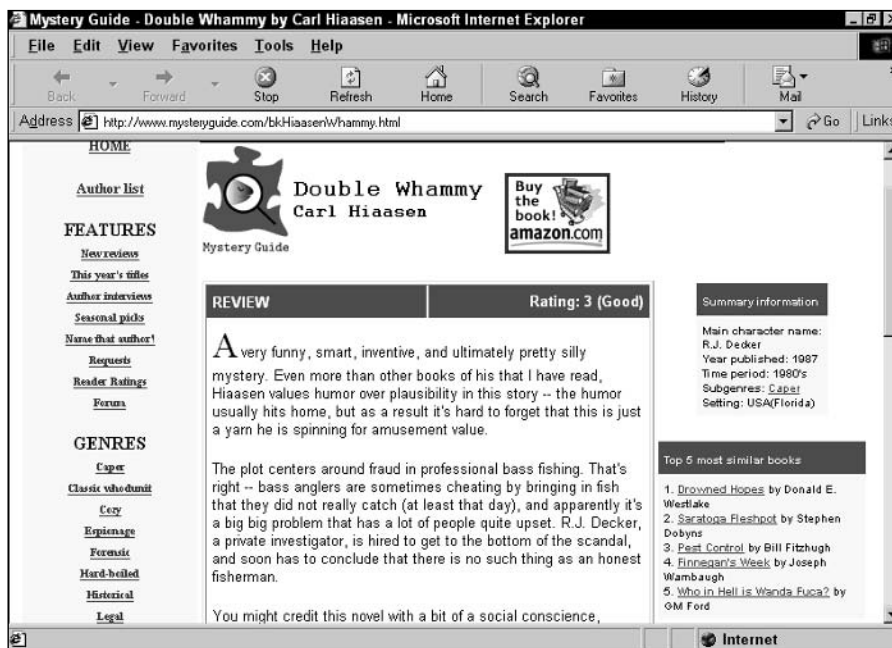 Mystery Guide - Double Whammy by Carl Hiaasen - Microsoft Internet Explorer
File Edit View Favorites Tools Help
Back Forward Stop Refresh Home Search Favorites History Mail
Address http://www.mysteryguide.com/bkHiaasenWhammy.html Go Links
HOME
Author list
FEATURES
New reviews
This year's titles
Author interviews
Seasonal picks
Name that author!
Requests
Reader Ratings
Forum
GENRES
Caper
Classic whodunit
Cozy
Espionage
Forensic
Hard-boiled
Historical
Legal
Mystery Guide
Double Whammy
Carl Hiaasen
Buy
the
book!
amazon.com
REVIEW Rating: 3 (Good)
A very funny, smart, inventive, and ultimately pretty silly
mystery. Even more than other books of his that I have read,
Hiaasen values humor over plausibility in this story -- the humor
usually hits home, but as a result it's hard to forget that this is just
a yarn he is spinning for amusement value.
The plot centers around fraud in professional bass fishing. That's
right -- bass anglers are sometimes cheating by bringing in fish
that they did not really catch (at least that day), and apparently it's
a big big problem that has a lot of people quite upset. R.J. Decker,
a private investigator, is hired to get to the bottom of the scandal,
and soon has to conclude that there is no such thing as an honest
fisherman.
You might credit this novel with a bit of a social conscience,
Summary information
Main character name:
R.J. Decker
Year published: 1987
Time period: 1980's
Subgenres: Caper
Setting: USA(Florida)
Top 5 most similar books
1. Drowned Hopes by Donald E.
Westlake
2. Saratoga Fleshpot by Stephen
Dobyns
3. Pest Control by Bill Fitzhugh
4. Finnegan's Week by Joseph
Wambaugh
5. Who in Hell is Wanda Fuca? by
GM Ford
Internet